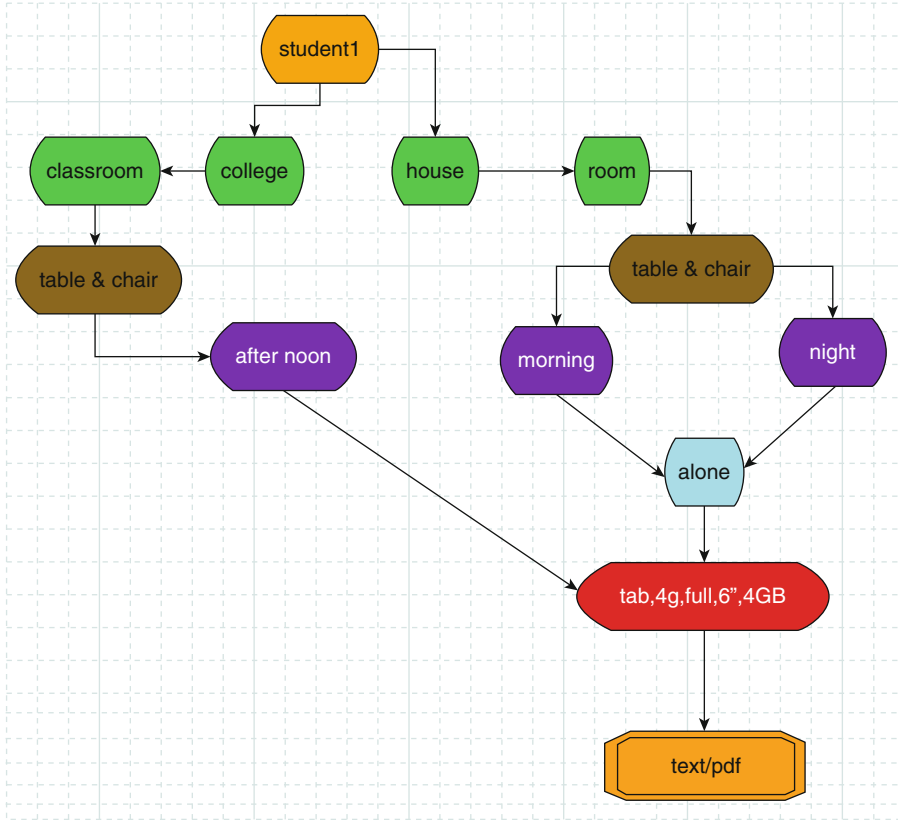 student1
classroom
college
house
room
table & chair
table & chair
after noon
morning
night
alone
tab,4g,full,6”,4GB
text/pdf